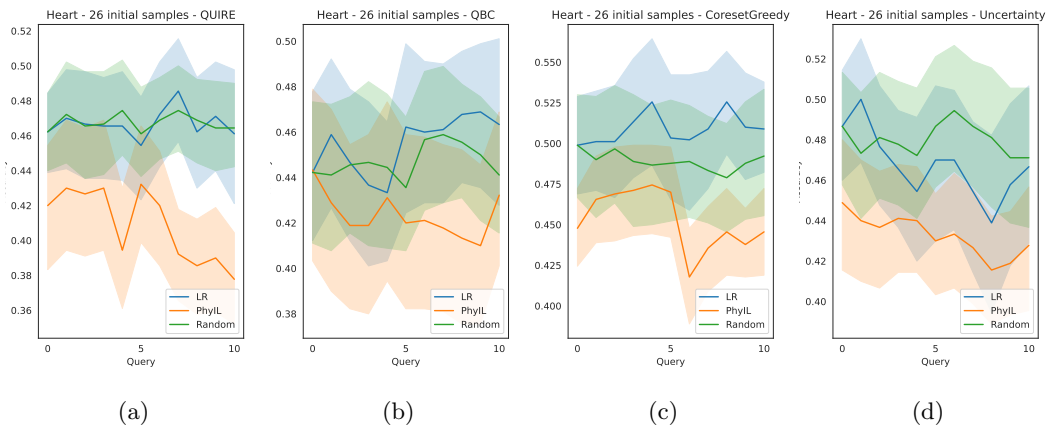 Heart - 26 initial samples - QUIRE
0.52
0.50
0.48
0.46
0.44
0.42
0.40
0.38
0.36
LR
PhyIL
Random
0
5
10
Query
(a)
Heart - 26 initial samples - QBC
0.50
0.48
0.46
0.44
0.42
0.40
0.38
LR
PhyIL
Random
0
5
10
Query
(b)
Heart - 26 initial samples - CoresetGreedy
0.550
0.525
0.500
0.475
0.450
0.425
0.400
LR
PhyIL
Random
0
5
10
Query
(c)
Heart - 26 initial samples - Uncertainty
0.52
0.50
0.48
0.46
0.44
0.42
0.40
LR
PhyIL
Random
0
5
10
Query
(d)